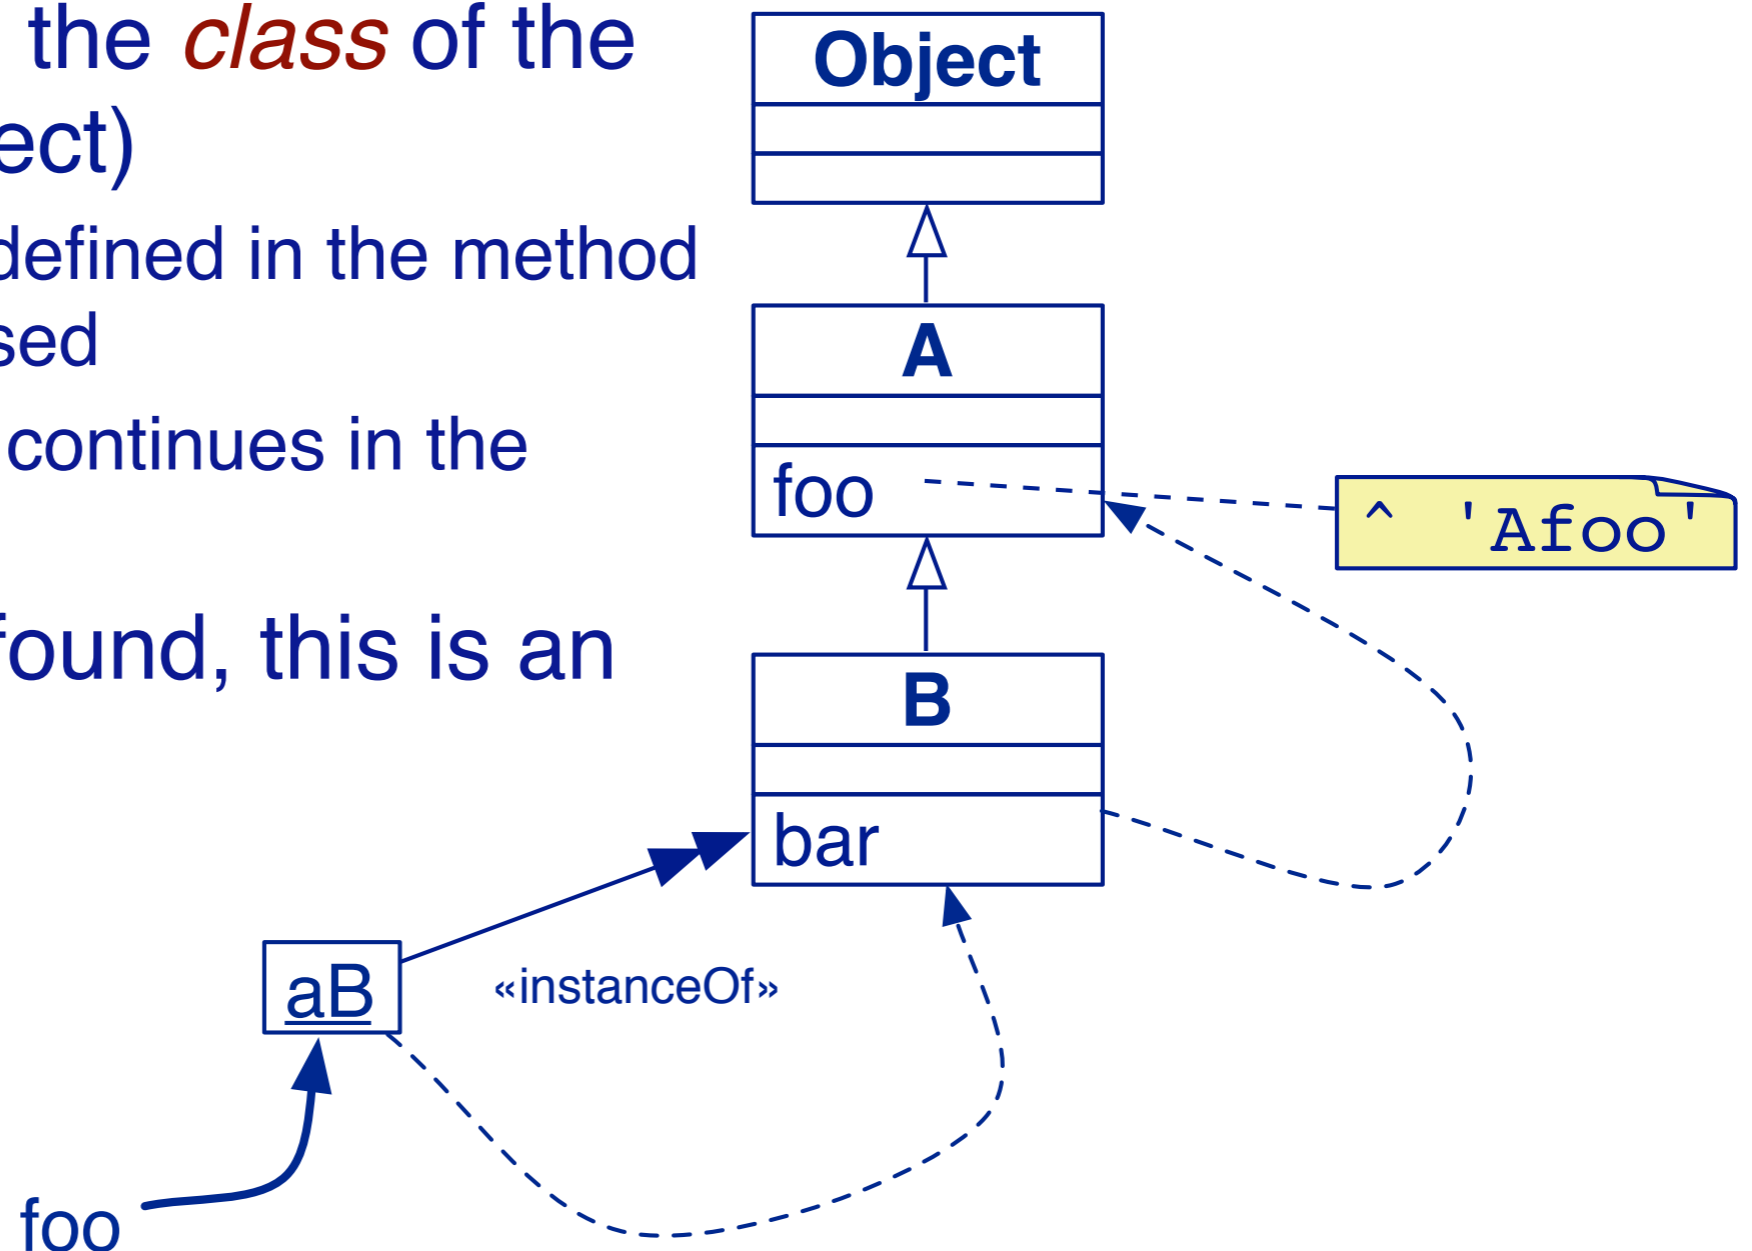 the class of the
ect)
defined in the method
sed
continues in the
found, this is an
Object
A
foo
^ 'Afoo'
B
bar
aB
«instanceOf»
foo